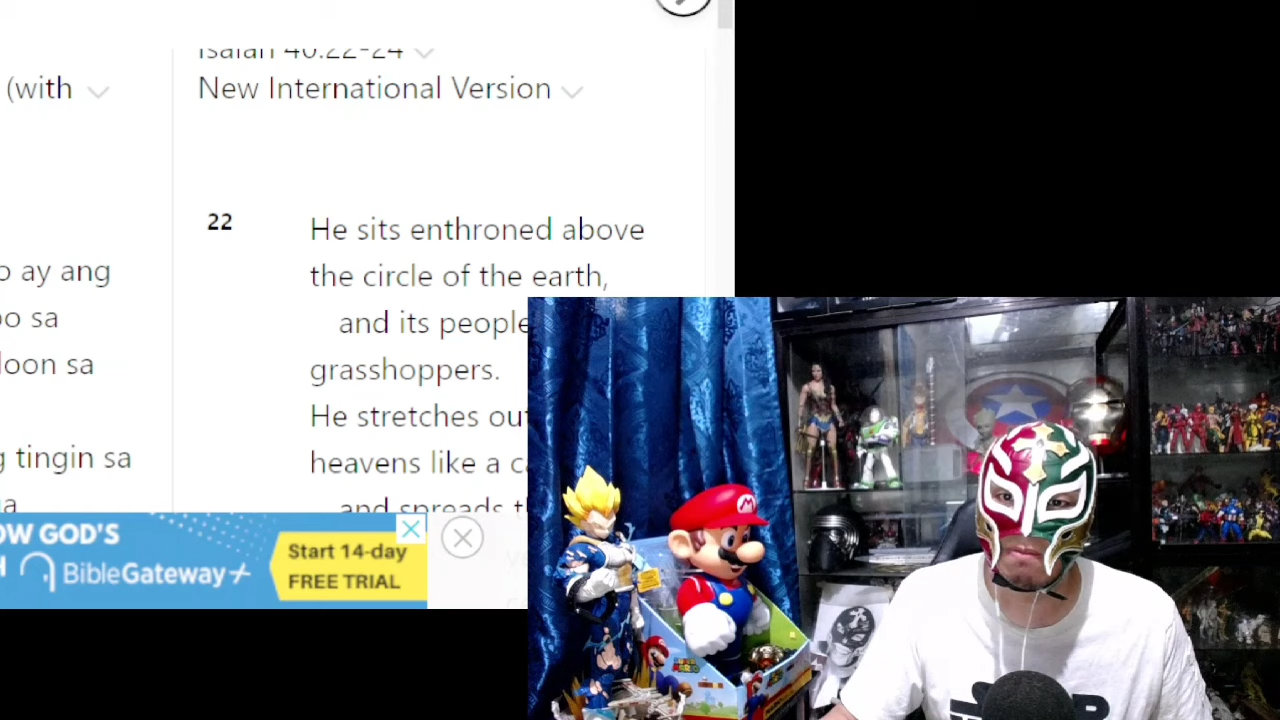 Isaiah 40:22-24
New International Version
(with
22
He sits enthroned above
the circle of the earth,
and its people
grasshoppers.
He stretches out
heavens like a
and spreads
ay ang
sa
sa
tingin sa
GOD'S
BibleGateway+
Start 14-day
FREE TRIAL
M